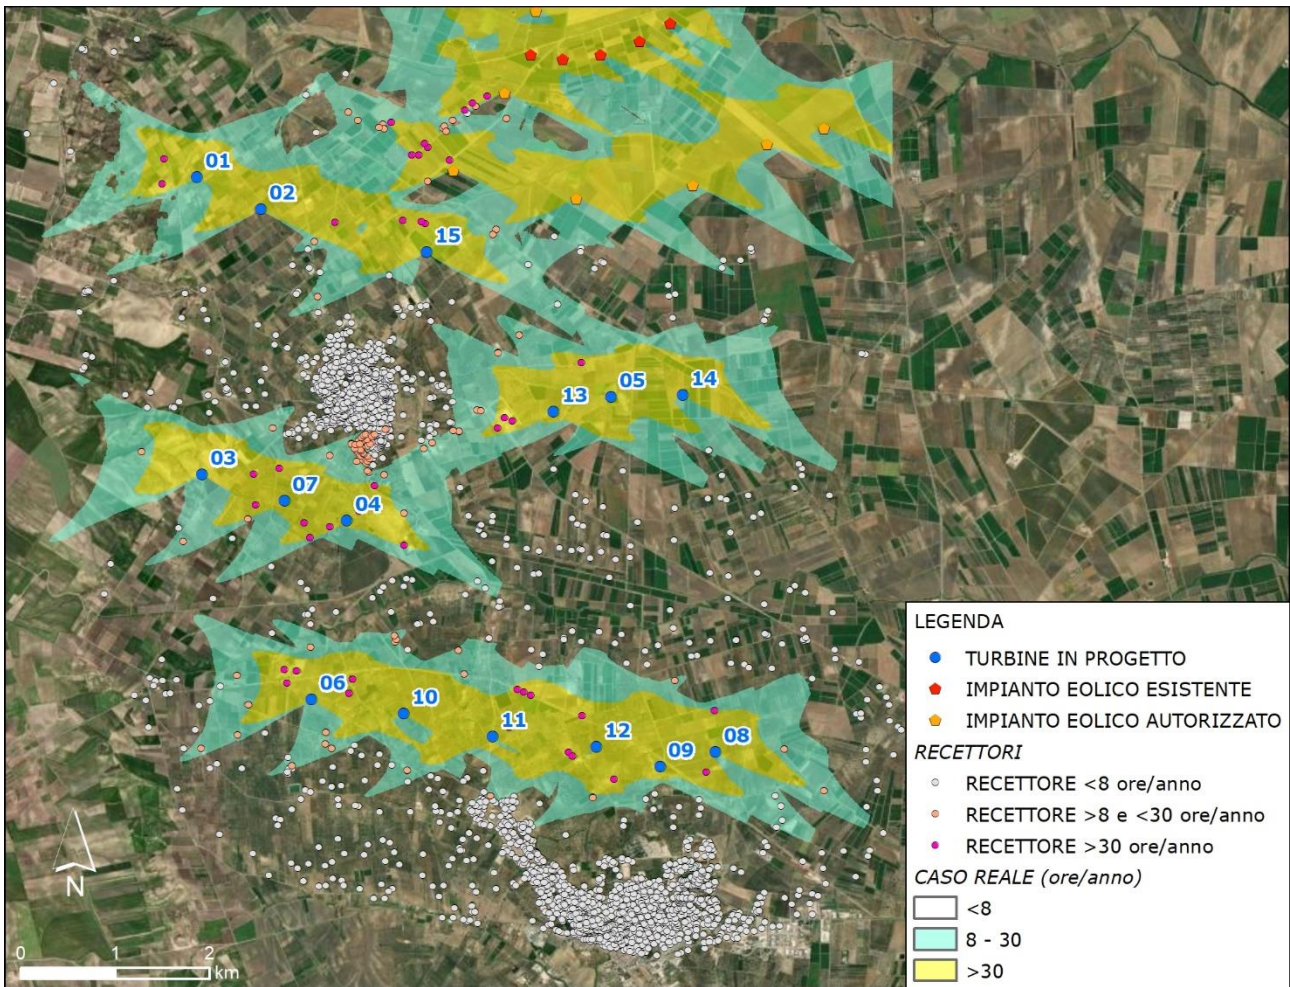 01
02
15
13
05
14
03
07
04
06
10
11
12
09
08
N
0
1
2
km
LEGENDA
TURBINE IN PROGETTO
IMPIANTO EOLICO ESISTENTE
IMPIANTO EOLICO AUTORIZZATO
RECETTORI
RECETTORE <8 ore/anno
RECETTORE >8 e <30 ore/anno
RECETTORE >30 ore/anno
CASO REALE (ore/anno)
<8
8 - 30
>30